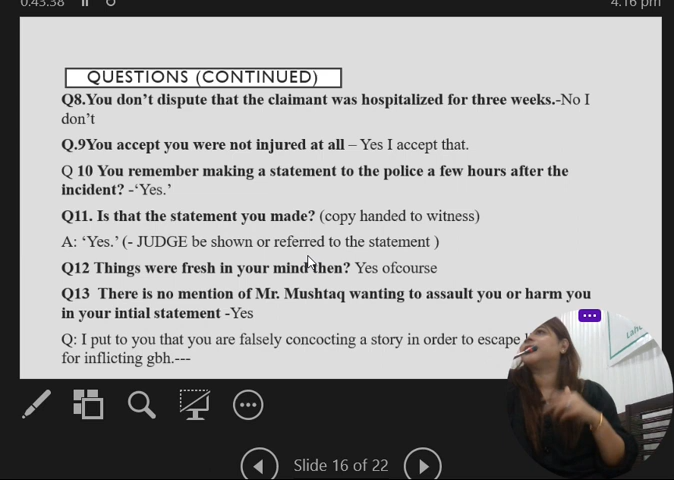 0.43.38
4.16 pm
QUESTIONS (CONTINUED)
Q8.You don't dispute that the claimant was hospitalized for three weeks.-No I
don't
Q.9You accept you were not injured at all – Yes I accept that.
Q 10 You remember making a statement to the police a few hours after the
incident? -'Yes.'
Q11. Is that the statement you made? (copy handed to witness)
A: 'Yes.' (- JUDGE be shown or referred to the statement )
Q12 Things were fresh in your mind then? Yes ofcourse
Q13 There is no mention of Mr. Mushtaq wanting to assault you or harm you
in your intial statement -Yes
Q: I put to you that you are falsely concocting a story in order to escape
for inflicting gbh.---
Slide 16 of 22